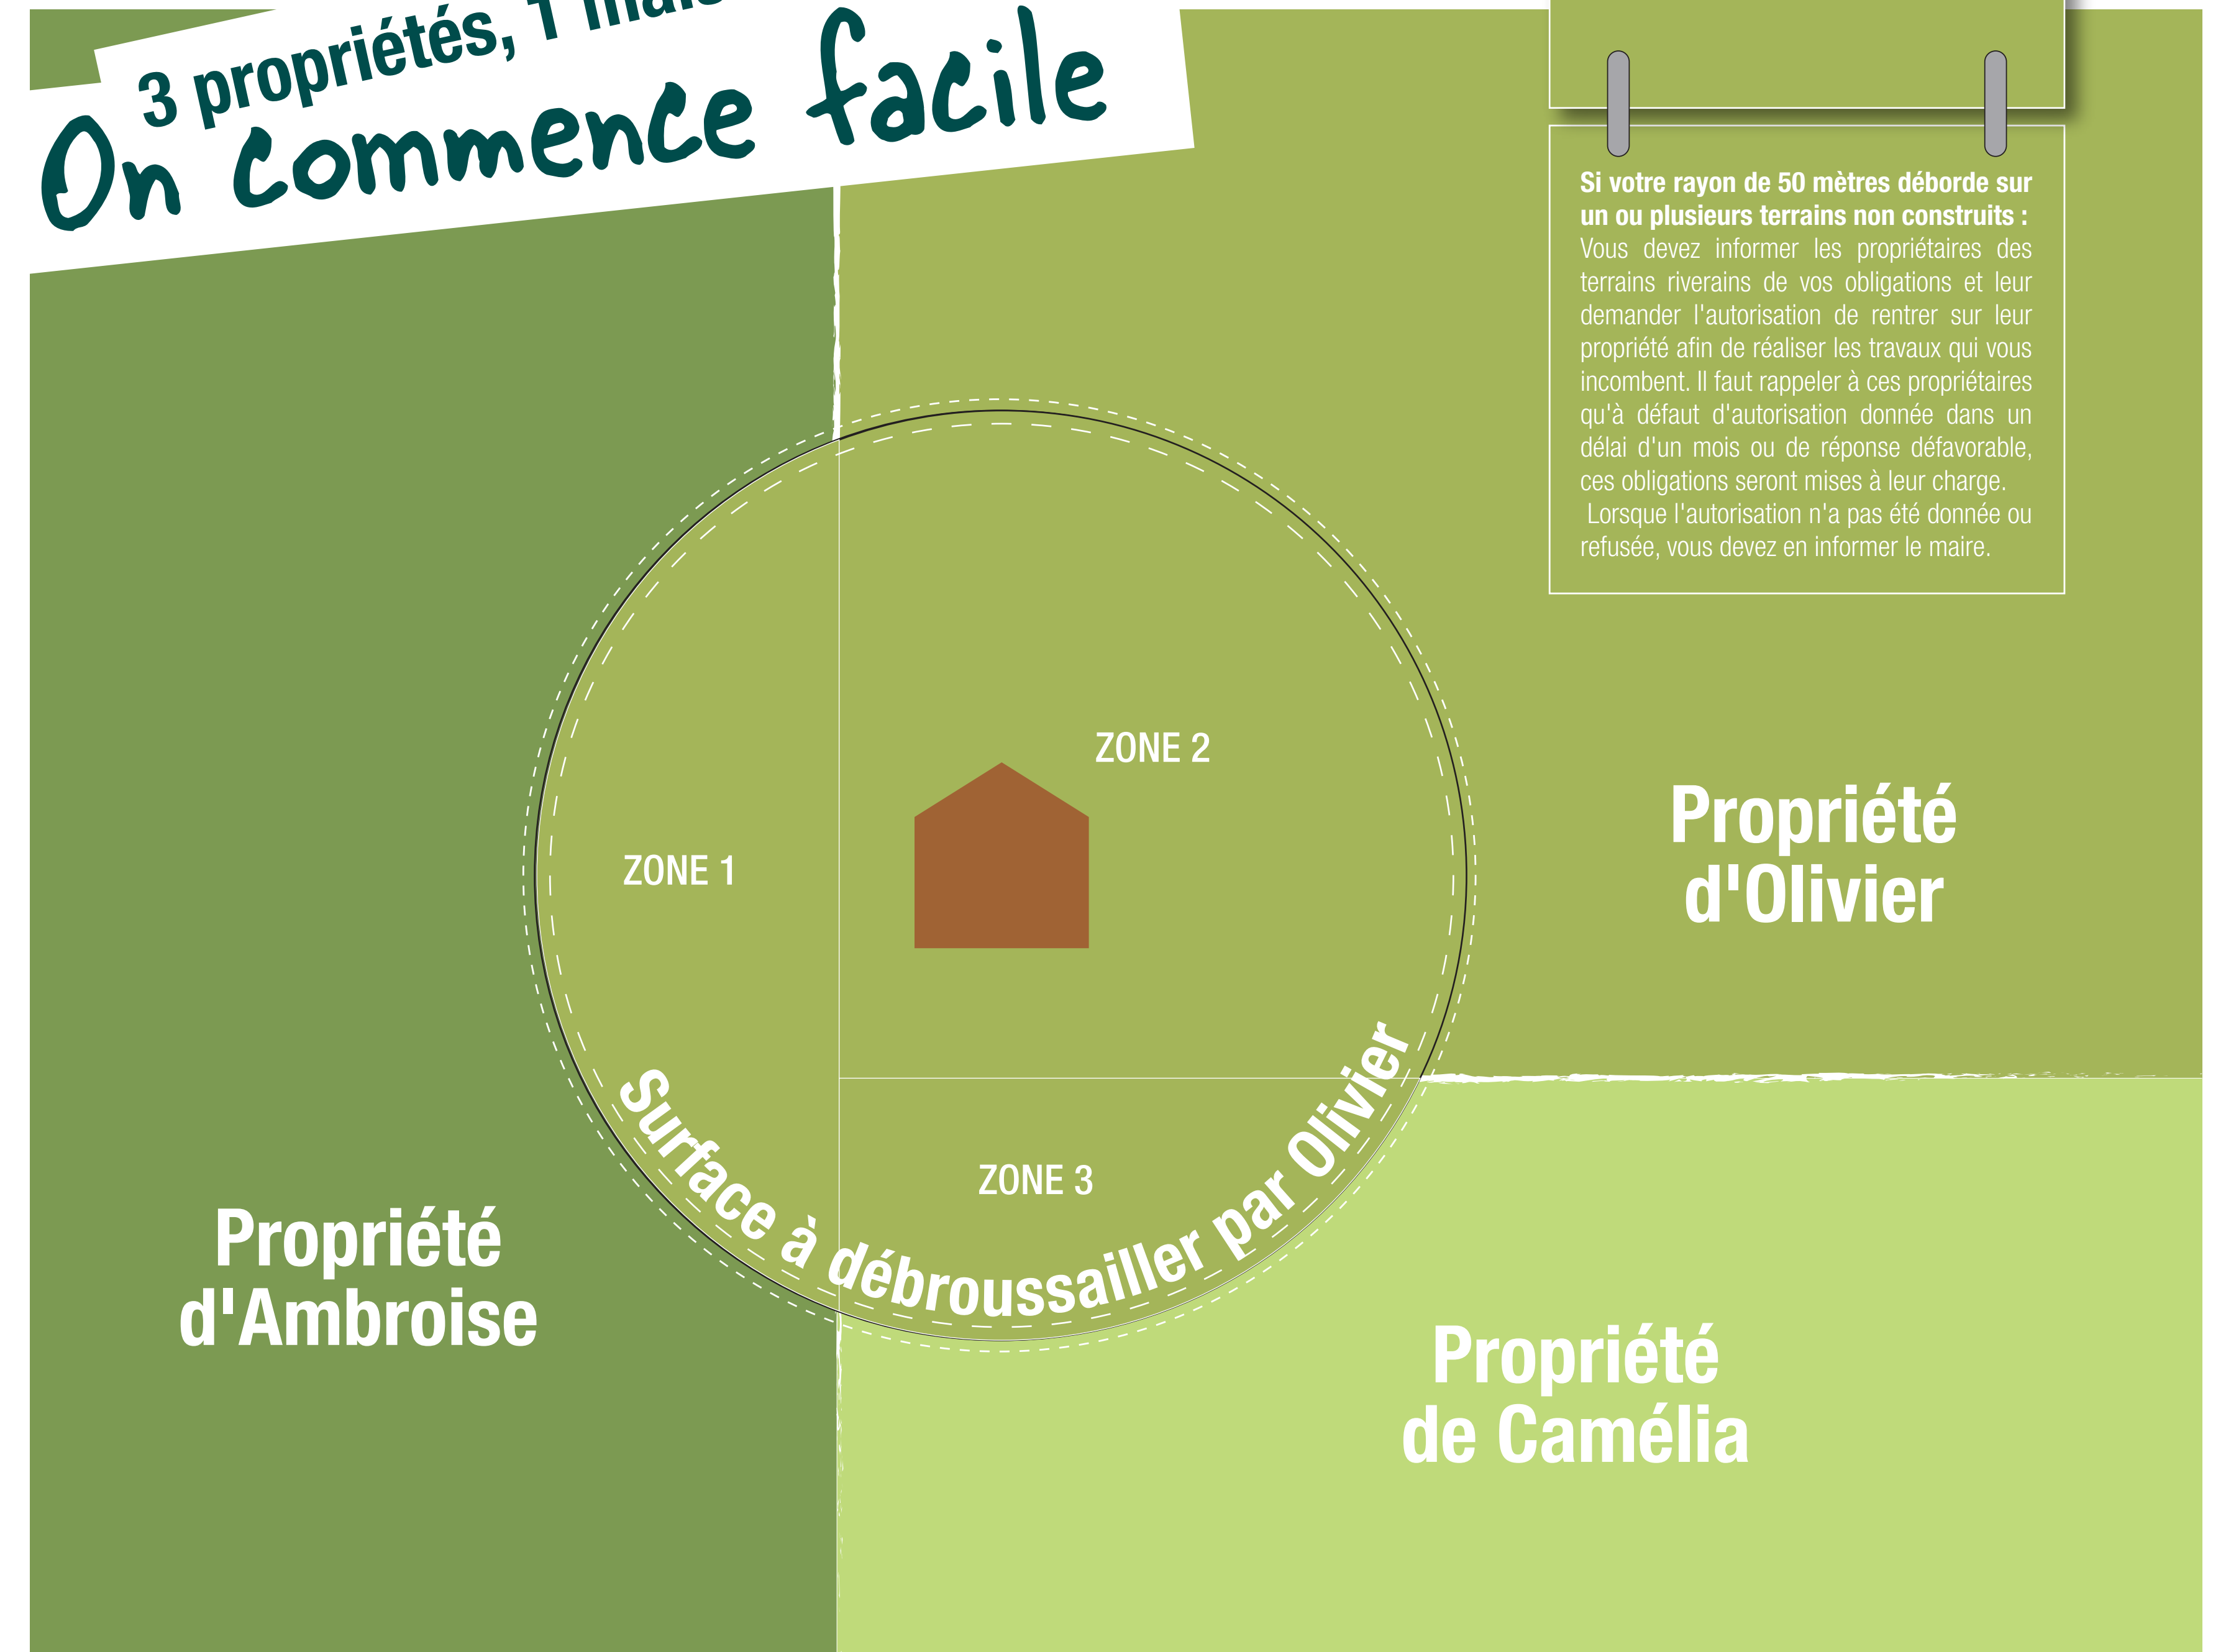 3 propriétés, 1
On commence facile
Si votre rayon de 50 mètres déborde sur
un ou plusieurs terrains non construits :
Vous devez informer les propriétaires des
terrains riverains de vos obligations et leur
demander l'autorisation de rentrer sur leur
propriété afin de réaliser les travaux qui vous
incombent. Il faut rappeler à ces propriétaires
qu'à défaut d'autorisation donnée dans un
délai d'un mois ou de réponse défavorable,
ces obligations seront mises à leur charge.
Lorsque l'autorisation n'a pas été donnée ou
refusée, vous devez en informer le maire.
ZONE 2
ZONE 1
Propriété
d'Olivier
ZONE 3
Surface à débroussailler par Olivier
Propriété
d'Ambroise
Propriété
de Camélia